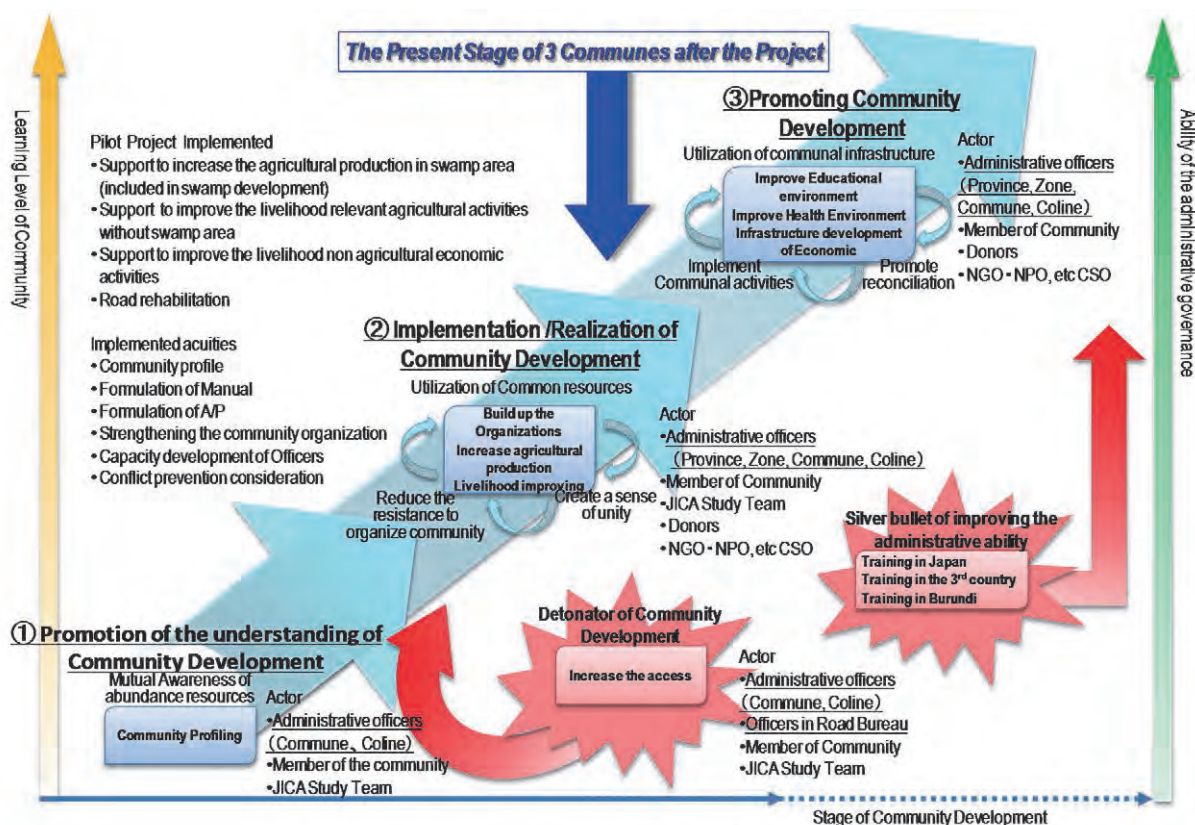 The Present Stage of 3 Communes after the Project
Learning Level of Community
Ability of the administrative governance
Pilot Project Implemented
•Support to increase the agricultural production in swamp area
(included in swamp development)
•Support to improve the livelihood relevant agricultural activities
without swamp area
•Support to improve the livelihood non agricultural economic
activities
•Road rehabilitation
Implemented acuities
•Community profile
•Formulation of Manual
•Formulation of A/P
•Strengthening the community organization
•Capacity development of Officers
•Conflict prevention consideration
③Promoting Community
Development
Utilization of communal infrastructure
Improve Educational
environment
Improve Health Environment
Infrastructure development
of Economic
Implement
Communal activities
Promote
reconciliation
Actor
•Administrative officers
(Province, Zone,
Commune, Coline)
•Member of Community
•Donors
•NGO・NPO, etc CSO
② Implementation /Realization of
Community Development
Utilization of Common resources
Build up the
Organizations
Increase agricultural
production
Livelihood improving
Reduce the
resistance to
organize community
Create a sense
of unity
Actor
•Administrative officers
(Province, Zone, Commune, Coline)
•Member of Community
•JICA Study Team
•Donors
•NGO・NPO, etc CSO
Silver bullet of improving the
administrative ability
Training in Japan
Training in the 3rd country
Training in Burundi
① Promotion of the understanding of
Community Development
Mutual Awareness of
abundance resources
Community Profiling
Actor
•Administrative officers
(Commune、Coline)
•Member of the community
•JICA Study Team
Detonator of Community
Development
Increase the access
Actor
•Administrative officers
(Commune, Coline)
•Officers in Road Bureau
•Member of Community
•JICA Study Team
Stage of Community Development